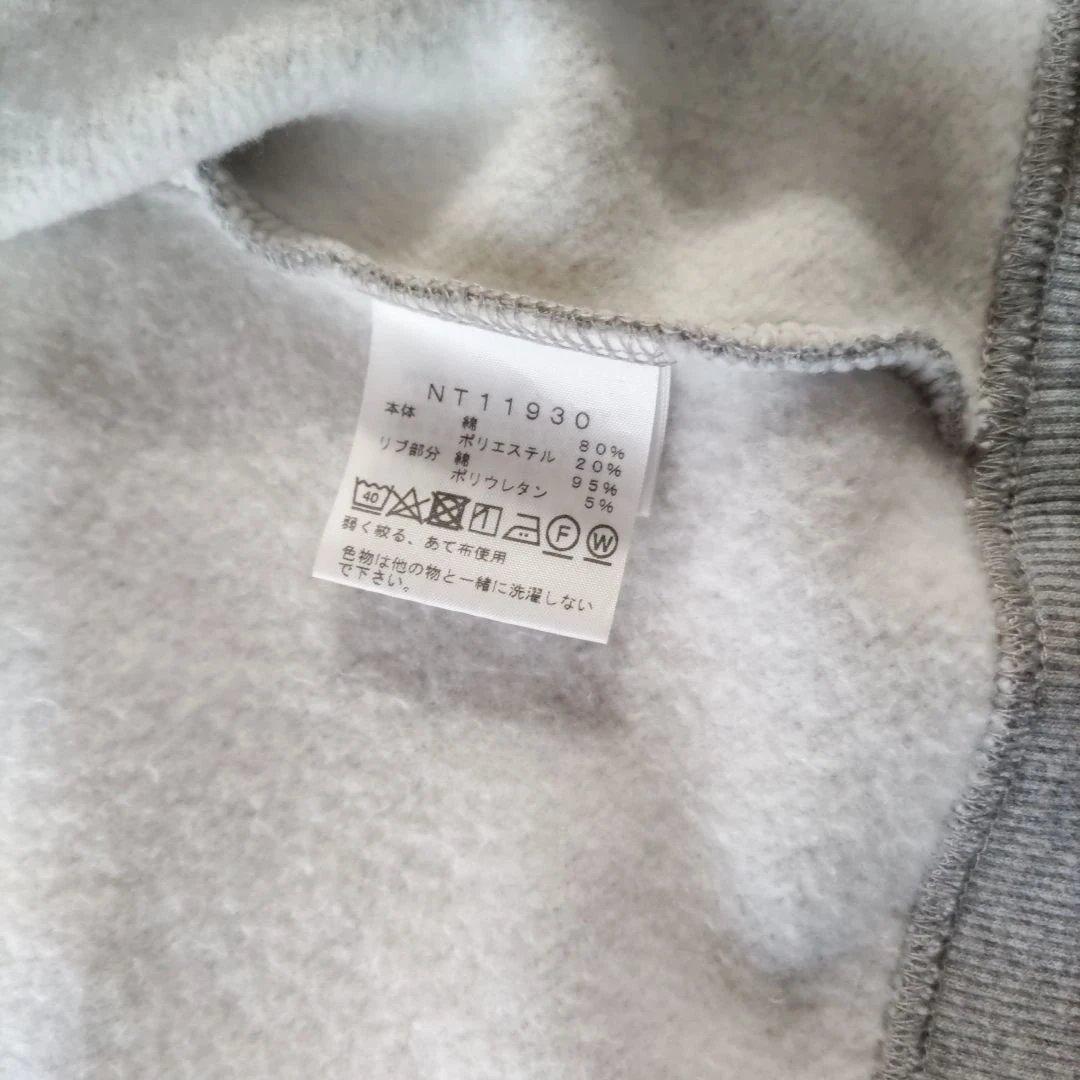 NT11930
本体 綿 80%
ポリエステル 20%
リブ部分 綿 95%
ポリウレタン 5%
40 F W
弱く絞る、あて布使用
色物は他の物と一緒に洗濯しない
で下さい。